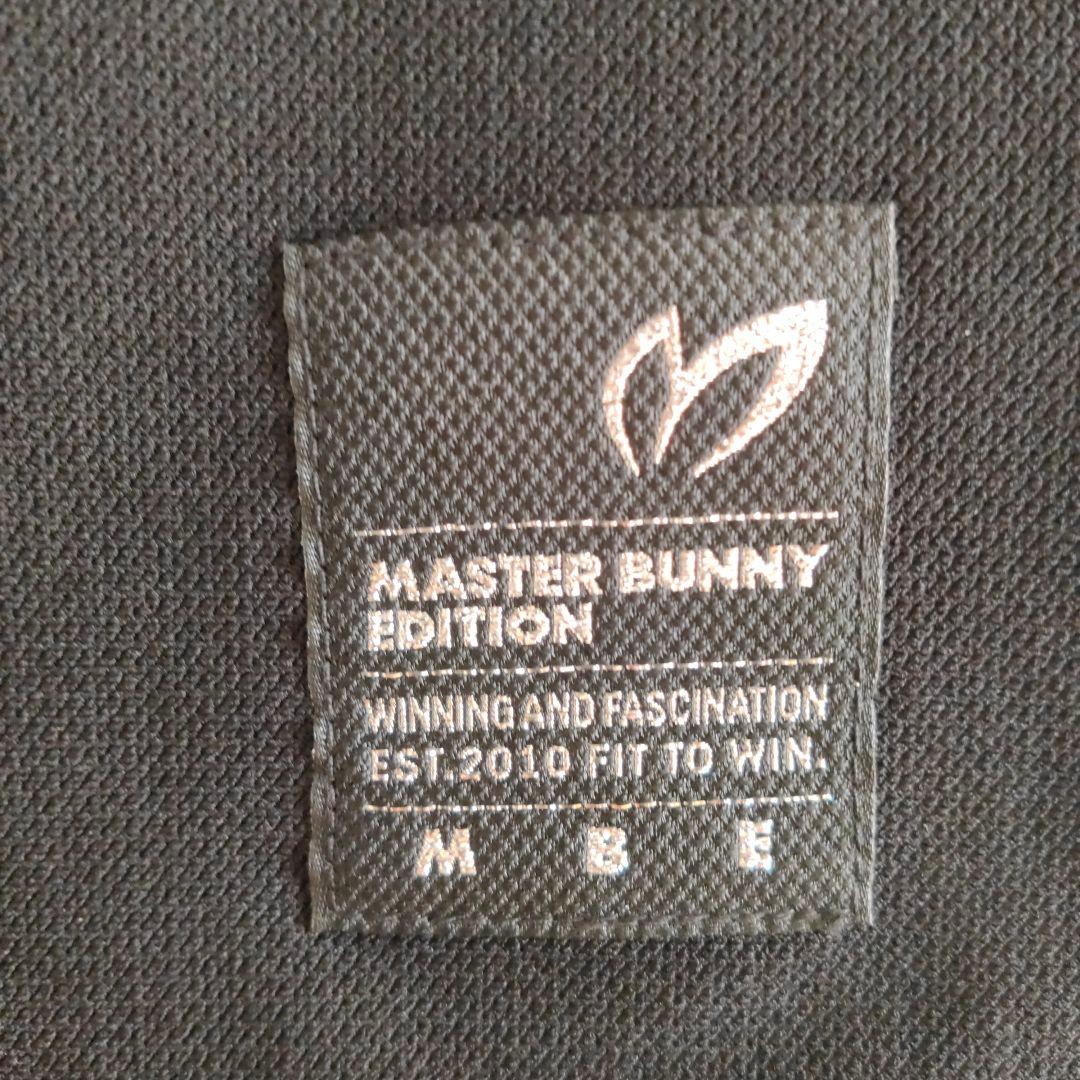 MASTER BUNNY
EDITION
WINNING AND FASCINATION
EST.2010 FIT TO WIN.
M B E